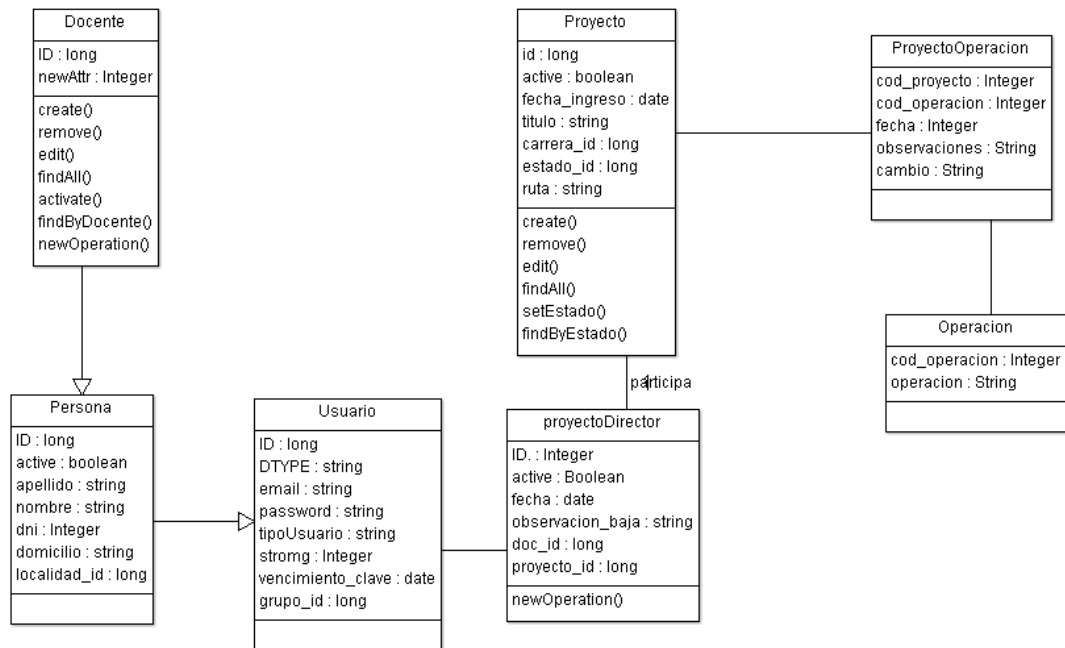 Docente
ID : long
newAttr : Integer
create()
remove()
edit()
findAll()
activate()
findByDocente()
newOperation()
Proyecto
id : long
active : boolean
fecha_ingreso : date
titulo : string
carrera_id : long
estado_id : long
ruta : string
create()
remove()
edit()
findAll()
setEstado()
findByEstado()
ProyectoOperacion
cod_proyecto : Integer
cod_operacion : Integer
fecha : Integer
observaciones : String
cambio : String
Operacion
cod_operacion : Integer
operacion : String
participa
Persona
ID : long
active : boolean
apellido : string
nombre : string
dni : Integer
domicilio : string
localidad_id : long
Usuario
ID : long
DTYPE : string
email : string
password : string
tipoUsuario : string
stromg : Integer
vencimiento_clave : date
grupo_id : long
proyectoDirector
ID. : Integer
active : Boolean
fecha : date
observacion_baja : string
doc_id : long
proyecto_id : long
newOperation()